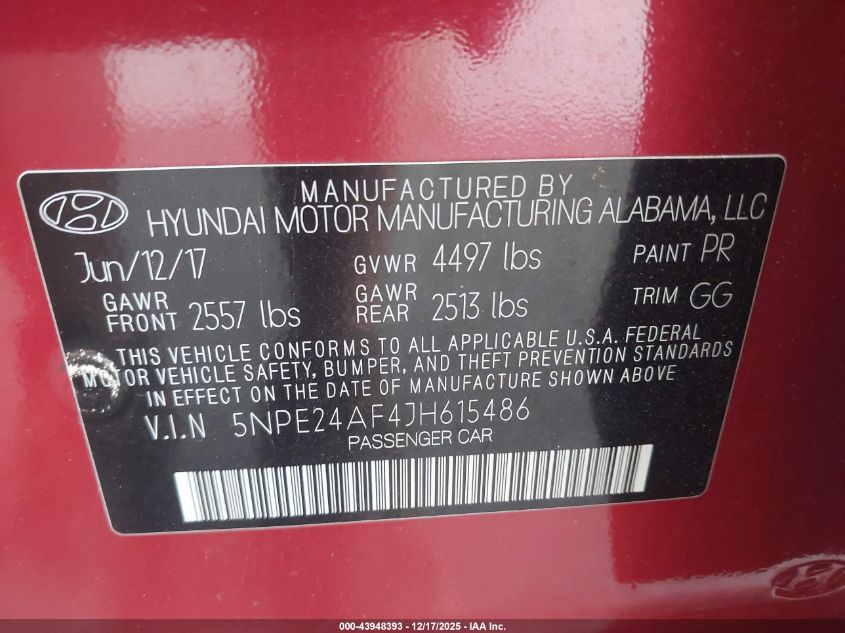 MANUFACTURED BY
HYUNDAI MOTOR MANUFACTURING ALABAMA, LLC
Jun/12/17 GVWR 4497 lbs PAINT PR
GAWR FRONT 2557 lbs GAWR REAR 2513 lbs TRIM GG
THIS VEHICLE CONFORMS TO ALL APPLICABLE U.S.A. FEDERAL
MOTOR VEHICLE SAFETY, BUMPER, AND THEFT PREVENTION STANDARDS
IN EFFECT ON THE DATE OF MANUFACTURE SHOWN ABOVE
V.I.N 5NPE24AF4JH615486
PASSENGER CAR
000-43948393 - 12/17/2025 - IAA Inc.